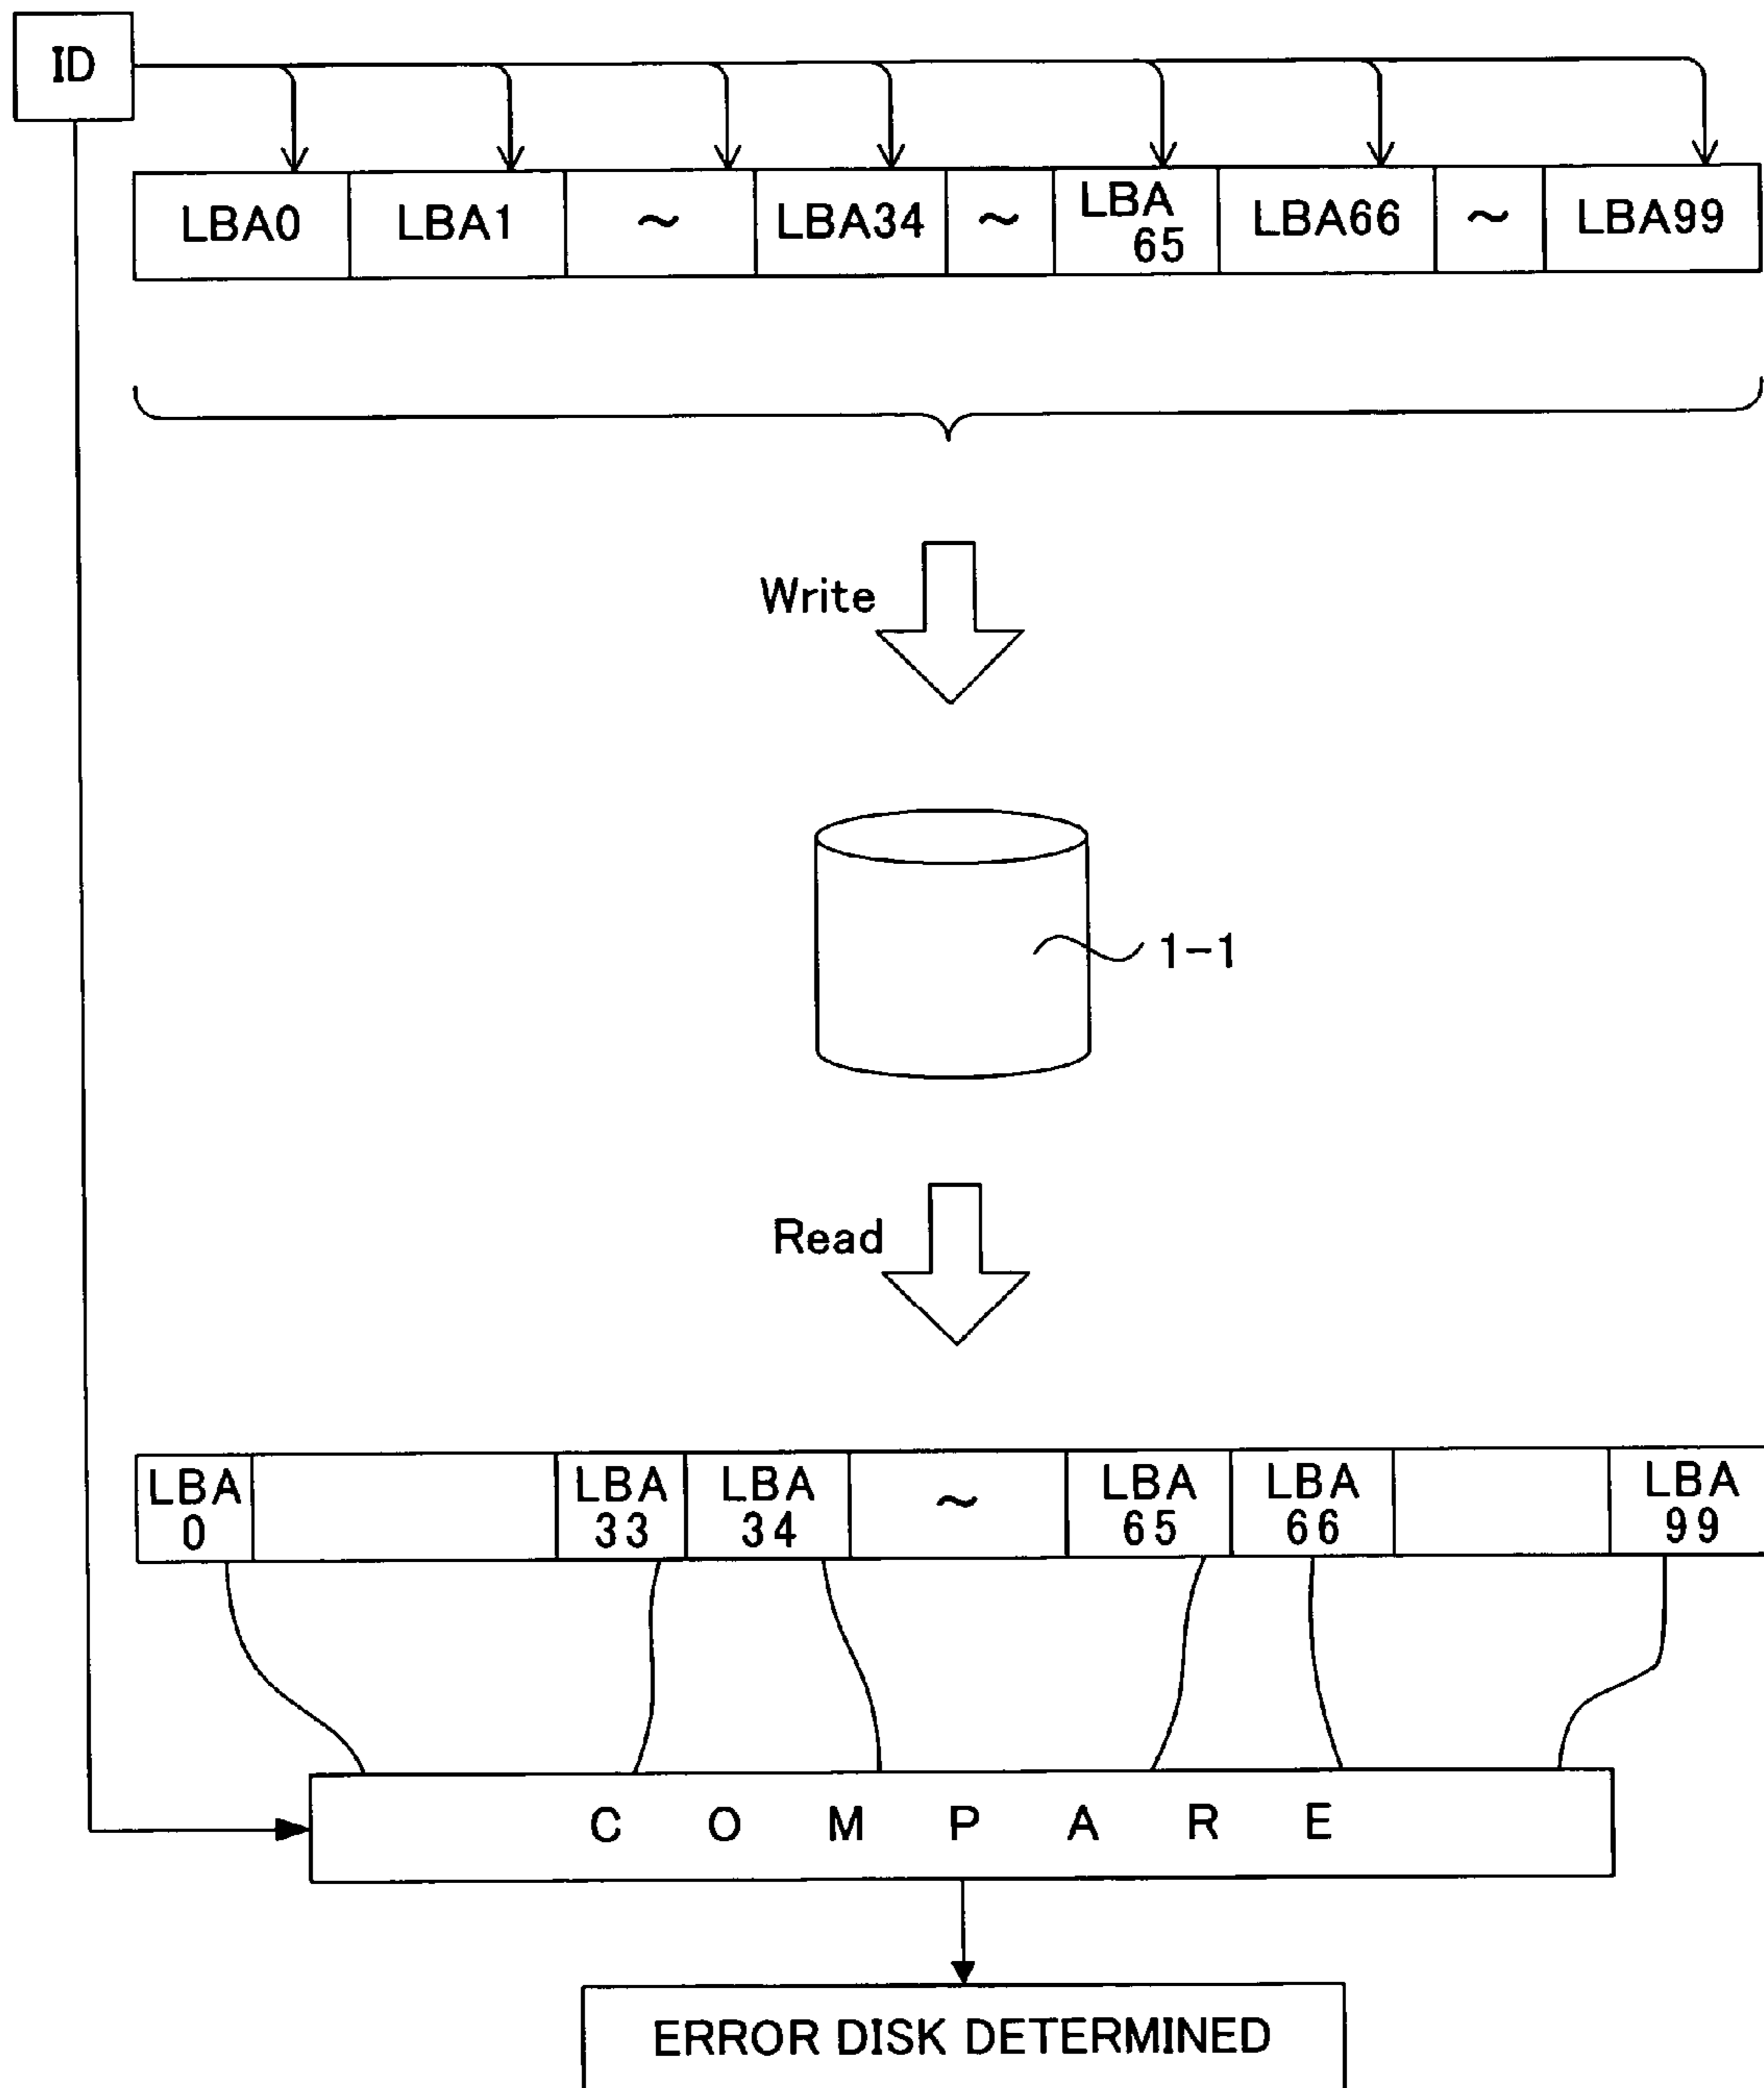 ID
LBA0 LBA1 ~ LBA34 ~ LBA 65 LBA66 ~ LBA99
Write
1-1
Read
LBA 0 LBA 33 LBA 34 ~ LBA 65 LBA 66 LBA 99
COMPARE
ERROR DISK DETERMINED